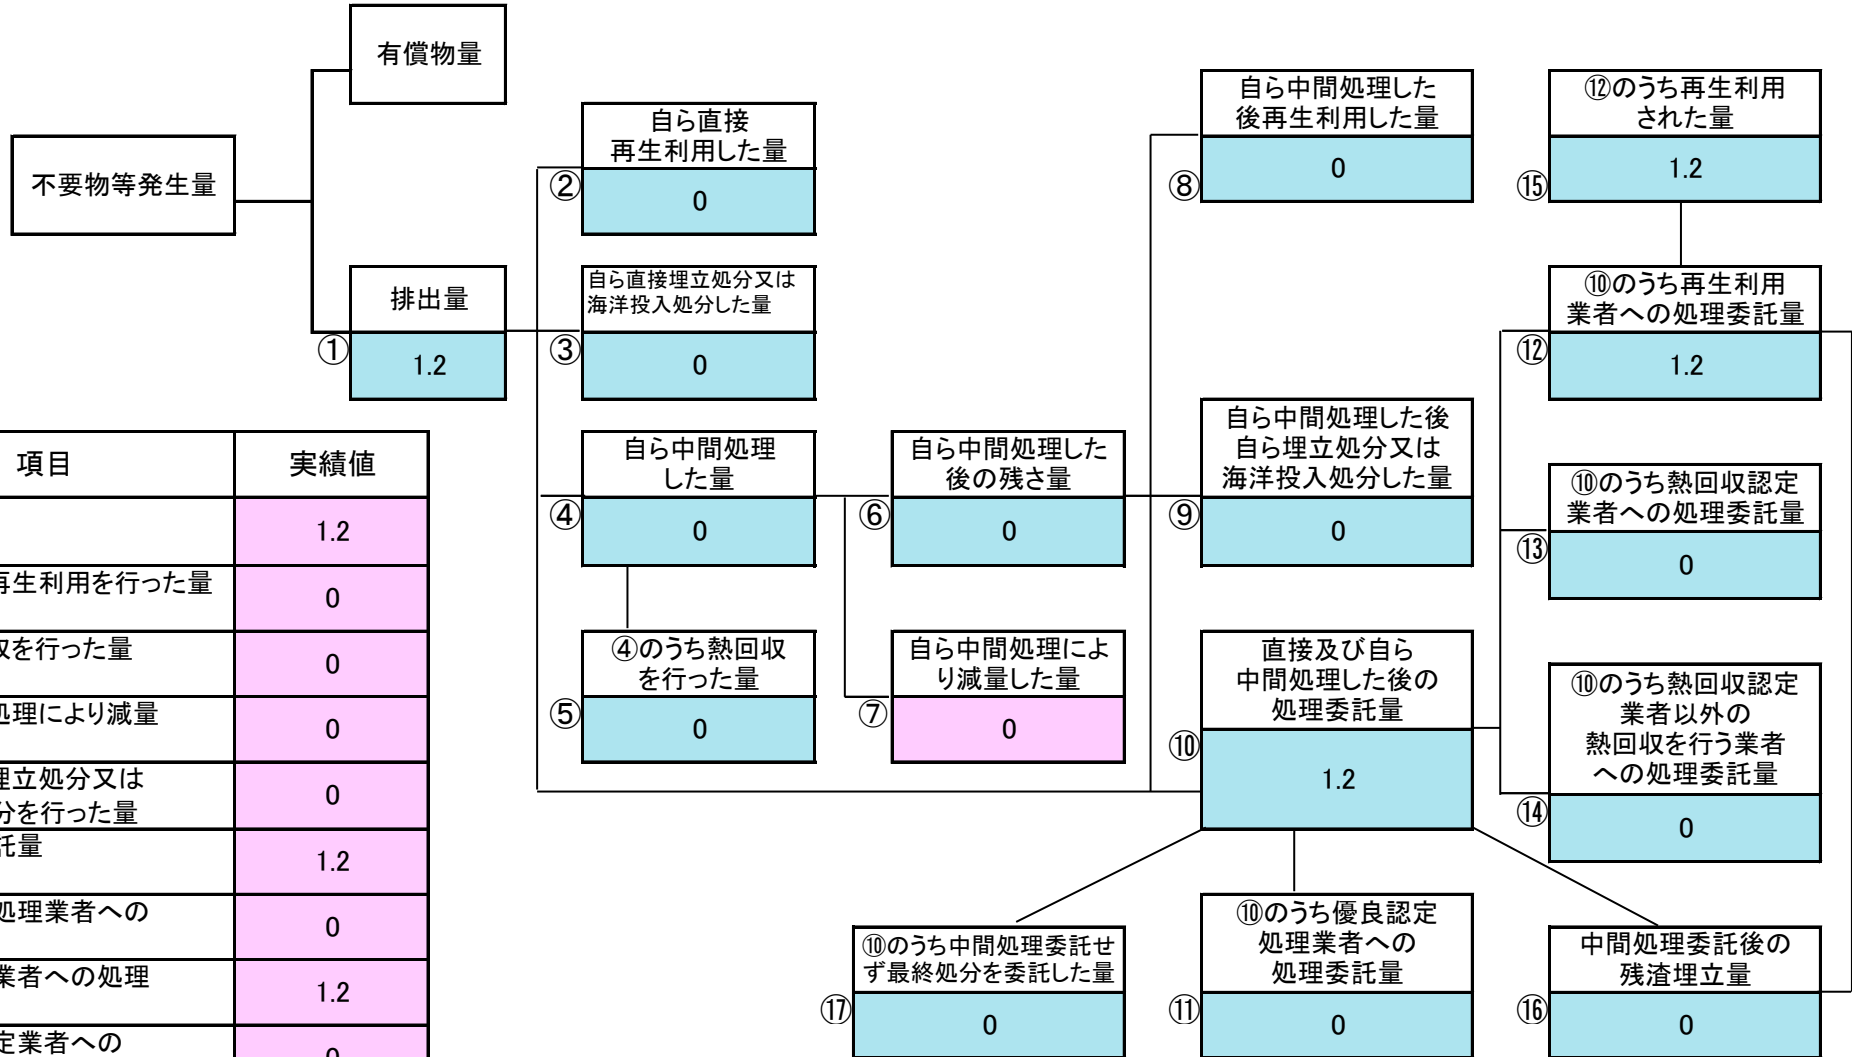 有償物量
不要物等発生量
排出量
①
1.2
自ら直接
再生利用した量
②
0
自ら直接埋立処分又は
海洋投入処分した量
③
0
自ら中間処理
した量
④
0
④のうち熱回収
を行った量
⑤
0
自ら中間処理した
後の残さ量
⑥
0
自ら中間処理によ
り減量した量
⑦
0
自ら中間処理した
後再生利用した量
⑧
0
自ら中間処理した後
自ら埋立処分又は
海洋投入処分した量
⑨
0
直接及び自ら
中間処理した後の
処理委託量
⑩
1.2
⑫のうち再生利用
された量
⑮
1.2
⑩のうち再生利用
業者への処理委託量
⑫
1.2
⑩のうち熱回収認定
業者への処理委託量
⑬
0
⑩のうち熱回収認定
業者以外の
熱回収を行う業者
への処理委託量
⑭
0
⑩のうち中間処理委託せ
ず最終処分を委託した量
⑰
0
⑩のうち優良認定
処理業者への
処理委託量
⑪
0
中間処理委託後の
残渣埋立量
⑯
0
項目 実績値
1.2
再生利用を行った量 0
を行った量 0
処理により減量 0
埋立処分又は
分を行った量 0
託量 1.2
処理業者への 0
業者への処理 1.2
定業者への 0